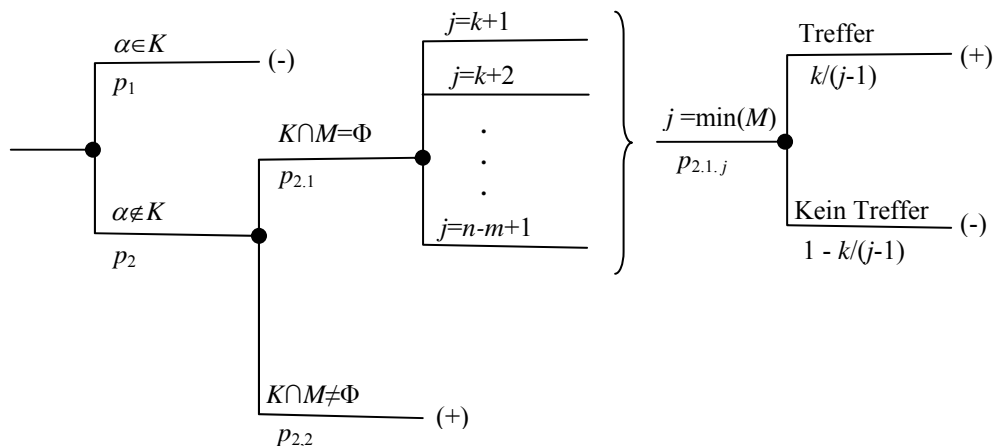 α∈K
(-)
p1
α∉K
p2
K∩M=Φ
p2.1
K∩M≠Φ
(+)
p2,2
j=k+1
j=k+2
.
.
.
j=n-m+1
j =min(M)
p2.1. j
Treffer
(+)
k/(j-1)
Kein Treffer
(-)
1 - k/(j-1)